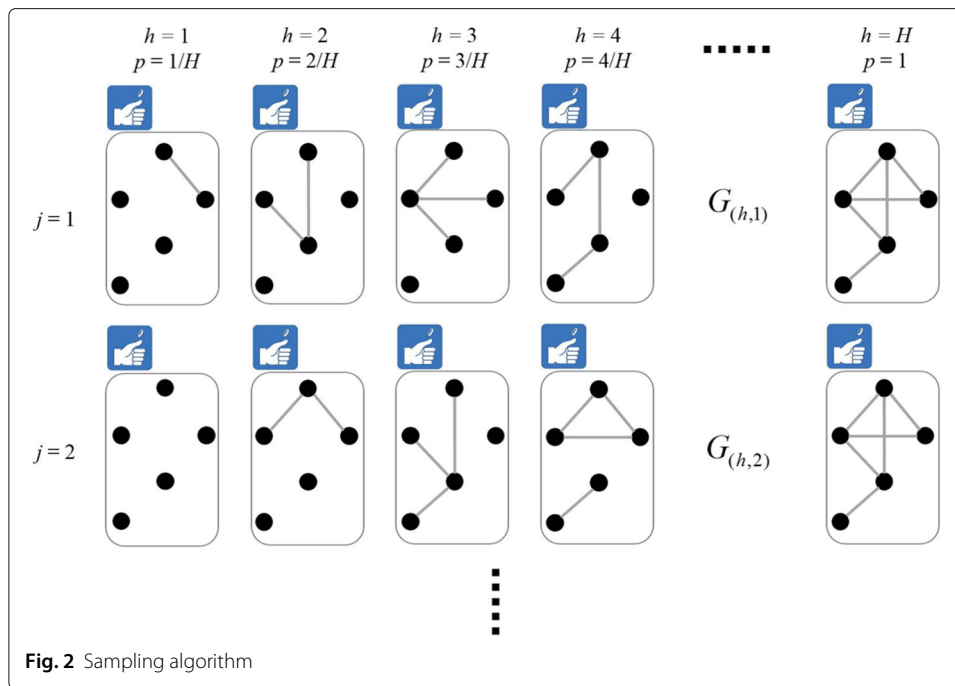 h = 1 h = 2 h = 3 h = 4 h = H
p = 1/H p = 2/H p = 3/H p = 4/H p = 1
j = 1 G(h,1)
j = 2 G(h,2)
Fig. 2 Sampling algorithm